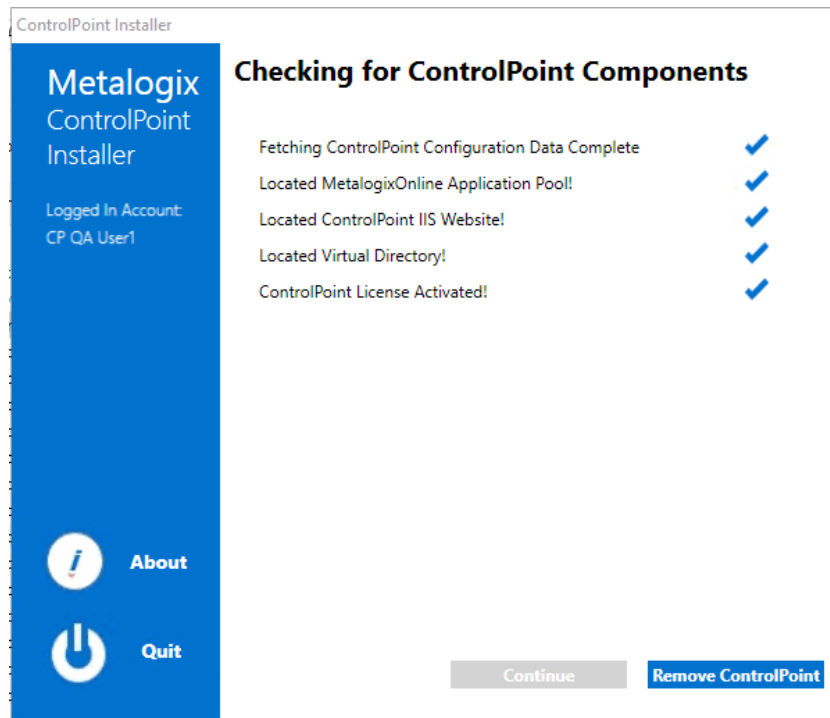 ControlPoint Installer
Metalogix
ControlPoint
Installer
Logged In Account:
CP QA User1
About
Quit
Checking for ControlPoint Components
Fetching ControlPoint Configuration Data Complete
Located MetalogixOnline Application Pool!
Located ControlPoint IIS Website!
Located Virtual Directory!
ControlPoint License Activated!
Continue
Remove ControlPoint